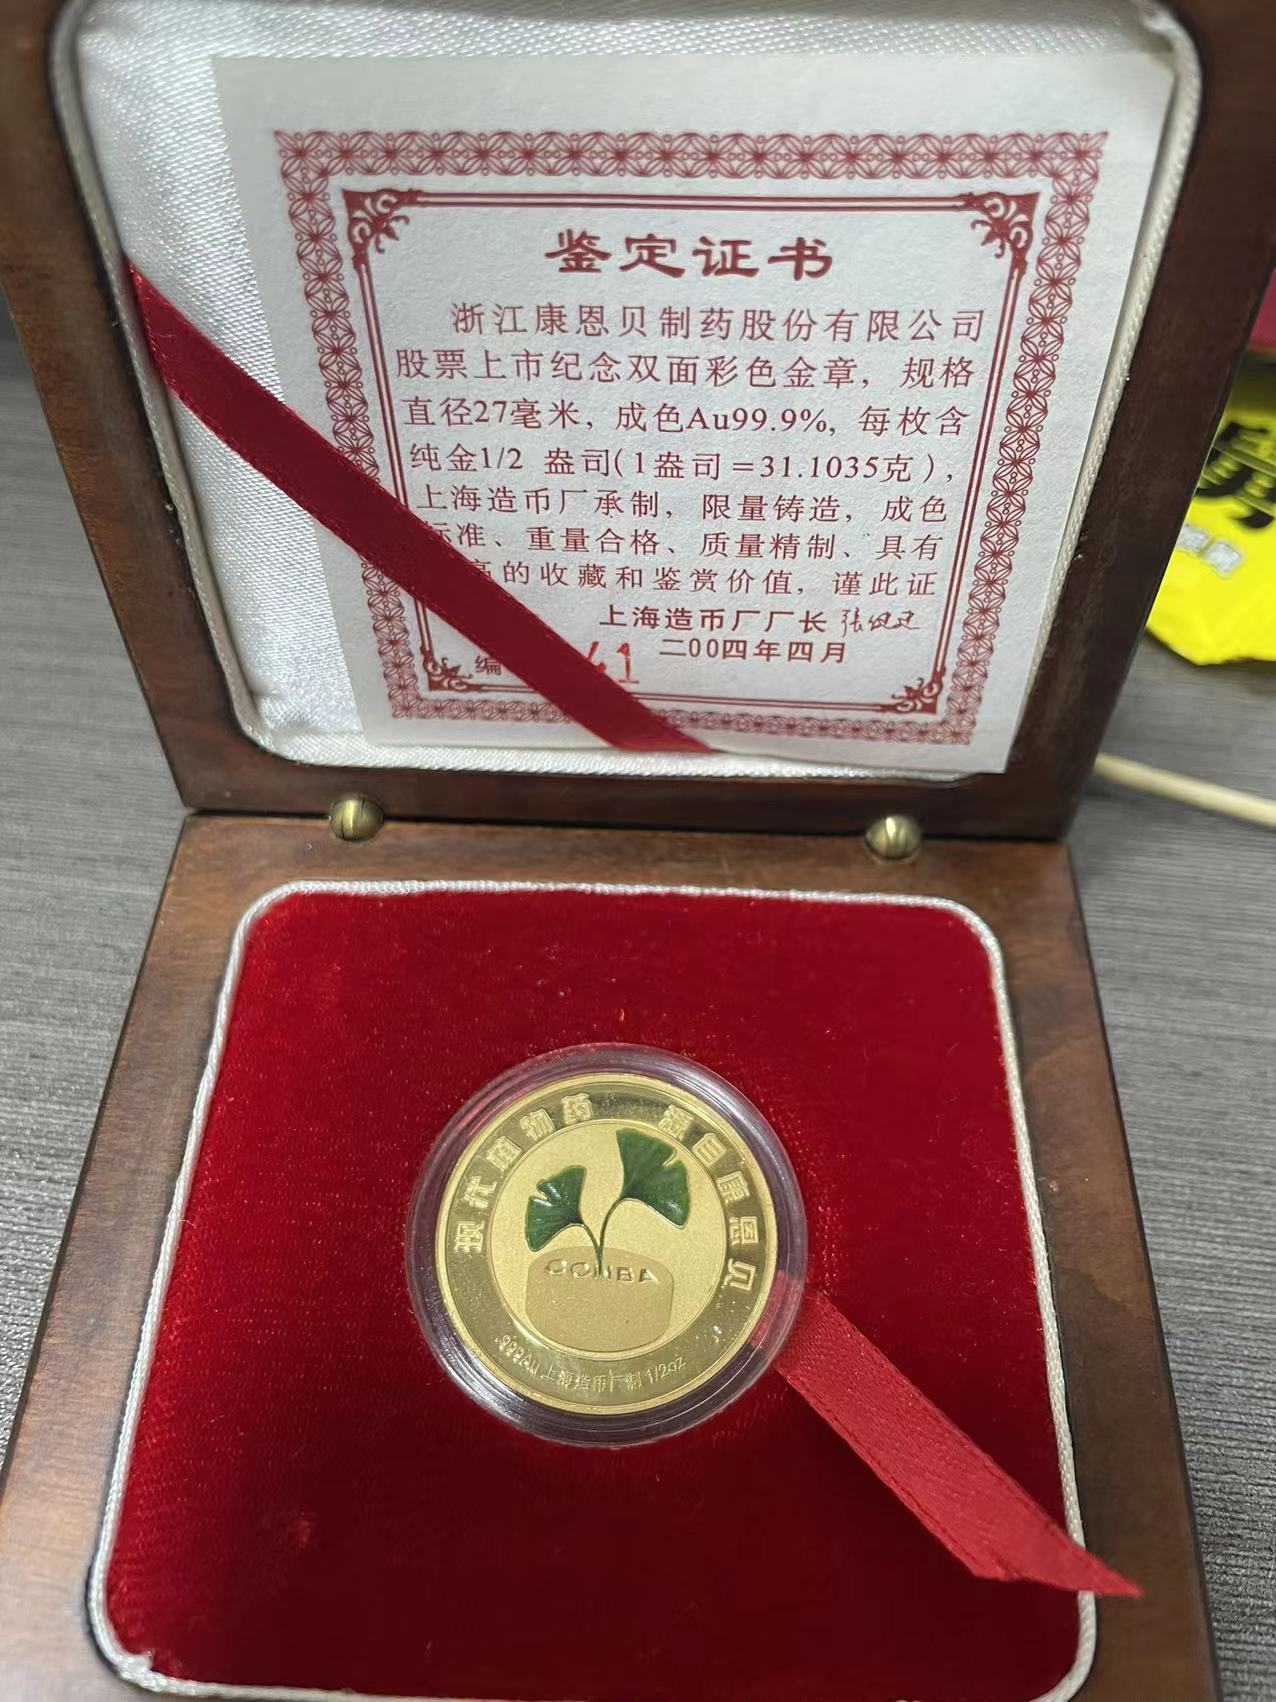 鉴定证书
浙江康恩贝制药股份有限公司
股票上市纪念双面彩色金章，规格
直径27毫米，成色Au99.9%，每枚含
纯金1/2 盎司(1盎司=31.1035克)，
上海造币厂承制，限量铸造，成色
标准、重量合格、质量精制、具有
高的收藏和鉴赏价值，谨此证
上海造币厂厂长
二00四年四月
编 41
现代植物药 源自康恩贝
CONBA
.999Au 上海造币厂制 1/2oz